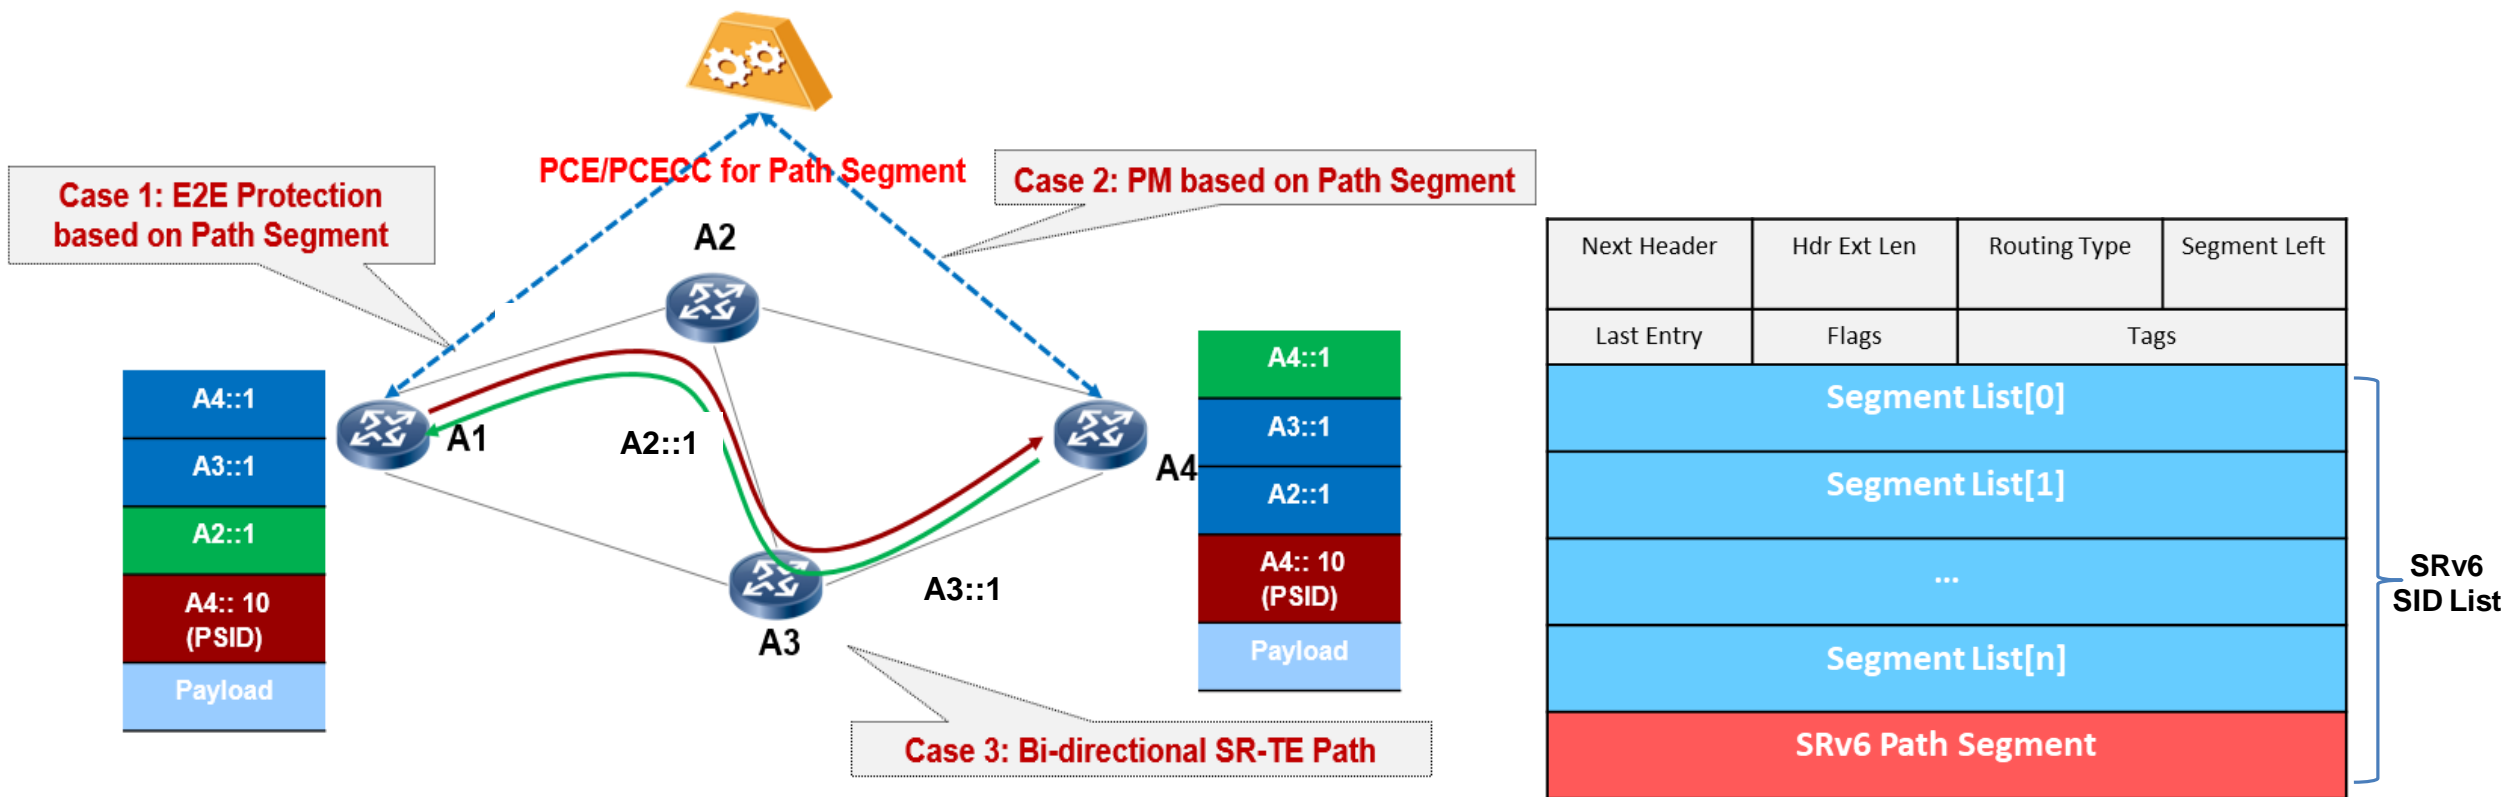 PCE/PCECC for Path Segment
Case 1: E2E Protection
based on Path Segment
Case 2: PM based on Path Segment
A2
A1
A2::1
A4
A3::1
A3
Case 3: Bi-directional SR-TE Path
A4::1
A3::1
A2::1
A4:: 10
(PSID)
Payload
A4::1
A3::1
A2::1
A4:: 10
(PSID)
Payload
Next Header
Hdr Ext Len
Routing Type
Segment Left
Last Entry
Flags
Tags
Segment List[0]
Segment List[1]
...
Segment List[n]
SRv6 Path Segment
SRv6
SID List